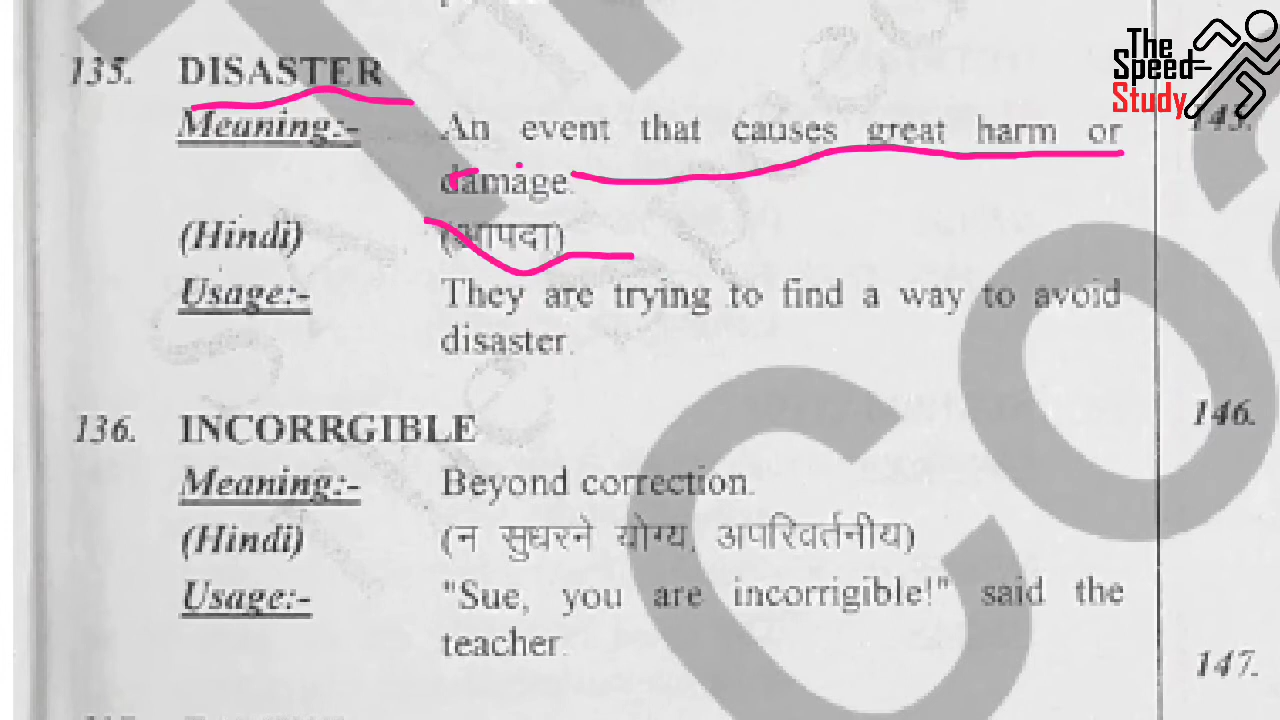 The
Speed
Study
135. DISASTER
Meaning:- An event that causes great harm or
damage.
(Hindi) (आपदा)
Usage:- They are trying to find a way to avoid
disaster.
136. INCORRGIBLE
Meaning:- Beyond correction.
(Hindi) (न सुधरने योग्य, अपरिवर्तनीय)
Usage:- "Sue, you are incorrigible!" said the
teacher.
145.
146.
147.